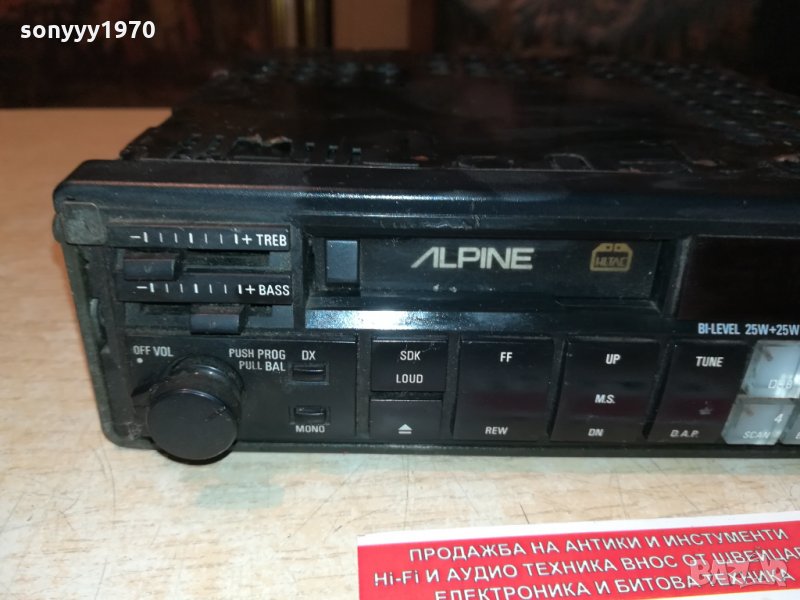 sonyyy1970
TREB
BASS
ALPINE
BI-LEVEL 25W+25W
OFF VOL
PUSH PROG
PULL BAL
DX
MONO
SDK
LOUD
FF
REW
UP
M.S.
DN
TUNE
D.A.P.
4
SCAN
ПРОДАЖБА НА АНТИКИ И ИНСТУМЕНТИ
Hi-Fi И АУДИО ТЕХНИКА ВНОС ОТ ШВЕЙЦАР
ЕЛЕКТРОНИКА И БИТОВА ТЕХНИКА